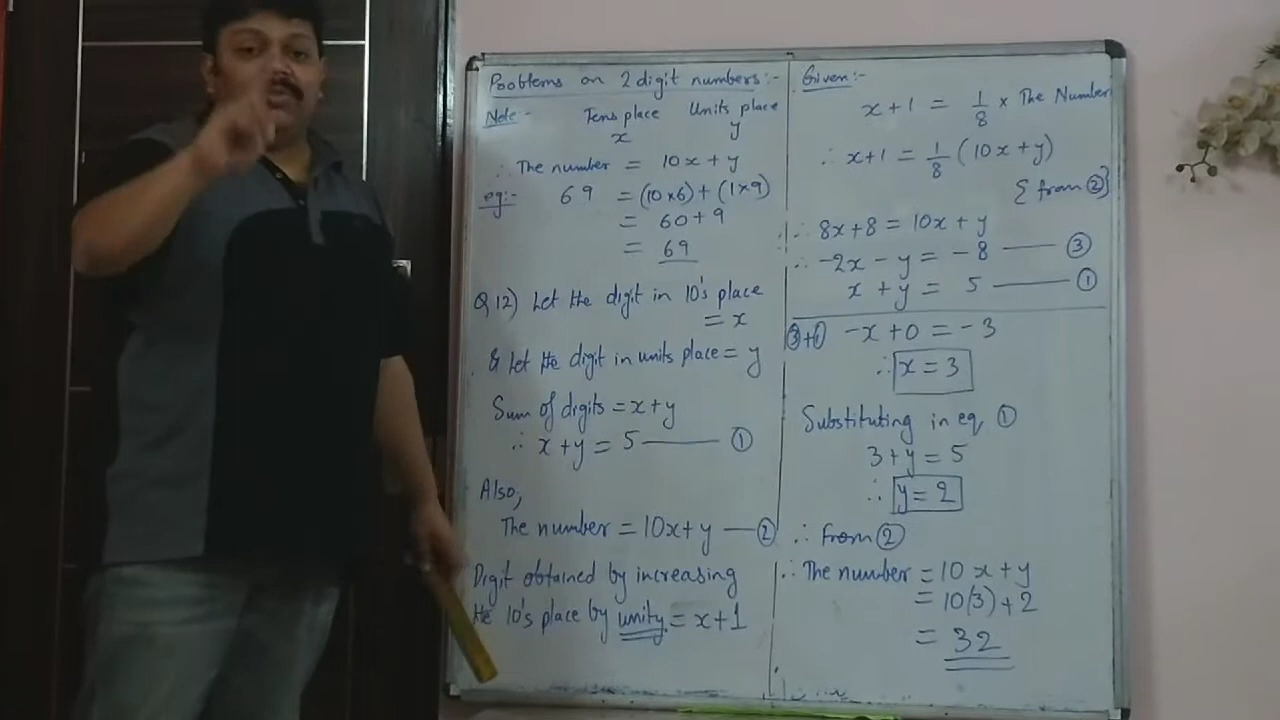 Problems on 2 digit numbers:-
Note:- Tens place Units place
x y
∴ The number = 10x + y
eg:- 69 = (10×6) + (1×9)
= 60 + 9
= 69
Q.12) Let the digit in 10's place
= x
& let the digit in units place = y
Sum of digits = x+y
∴ x+y = 5 —— ①
Also,
The number = 10x+y — ②
Digit obtained by increasing
the 10's place by unity = x+1
Given:-
x+1 = 1/8 × The Number
∴ x+1 = 1/8 (10x+y)
{ from ②}
∴ 8x+8 = 10x + y
∴ -2x - y = -8 —— ③
x + y = 5 —— ①
③+① -x + 0 = -3
∴ x = 3
Substituting in eq ①
3+y = 5
∴ y = 2
∴ from ②
∴ The number = 10 x + y
= 10(3) + 2
= 32